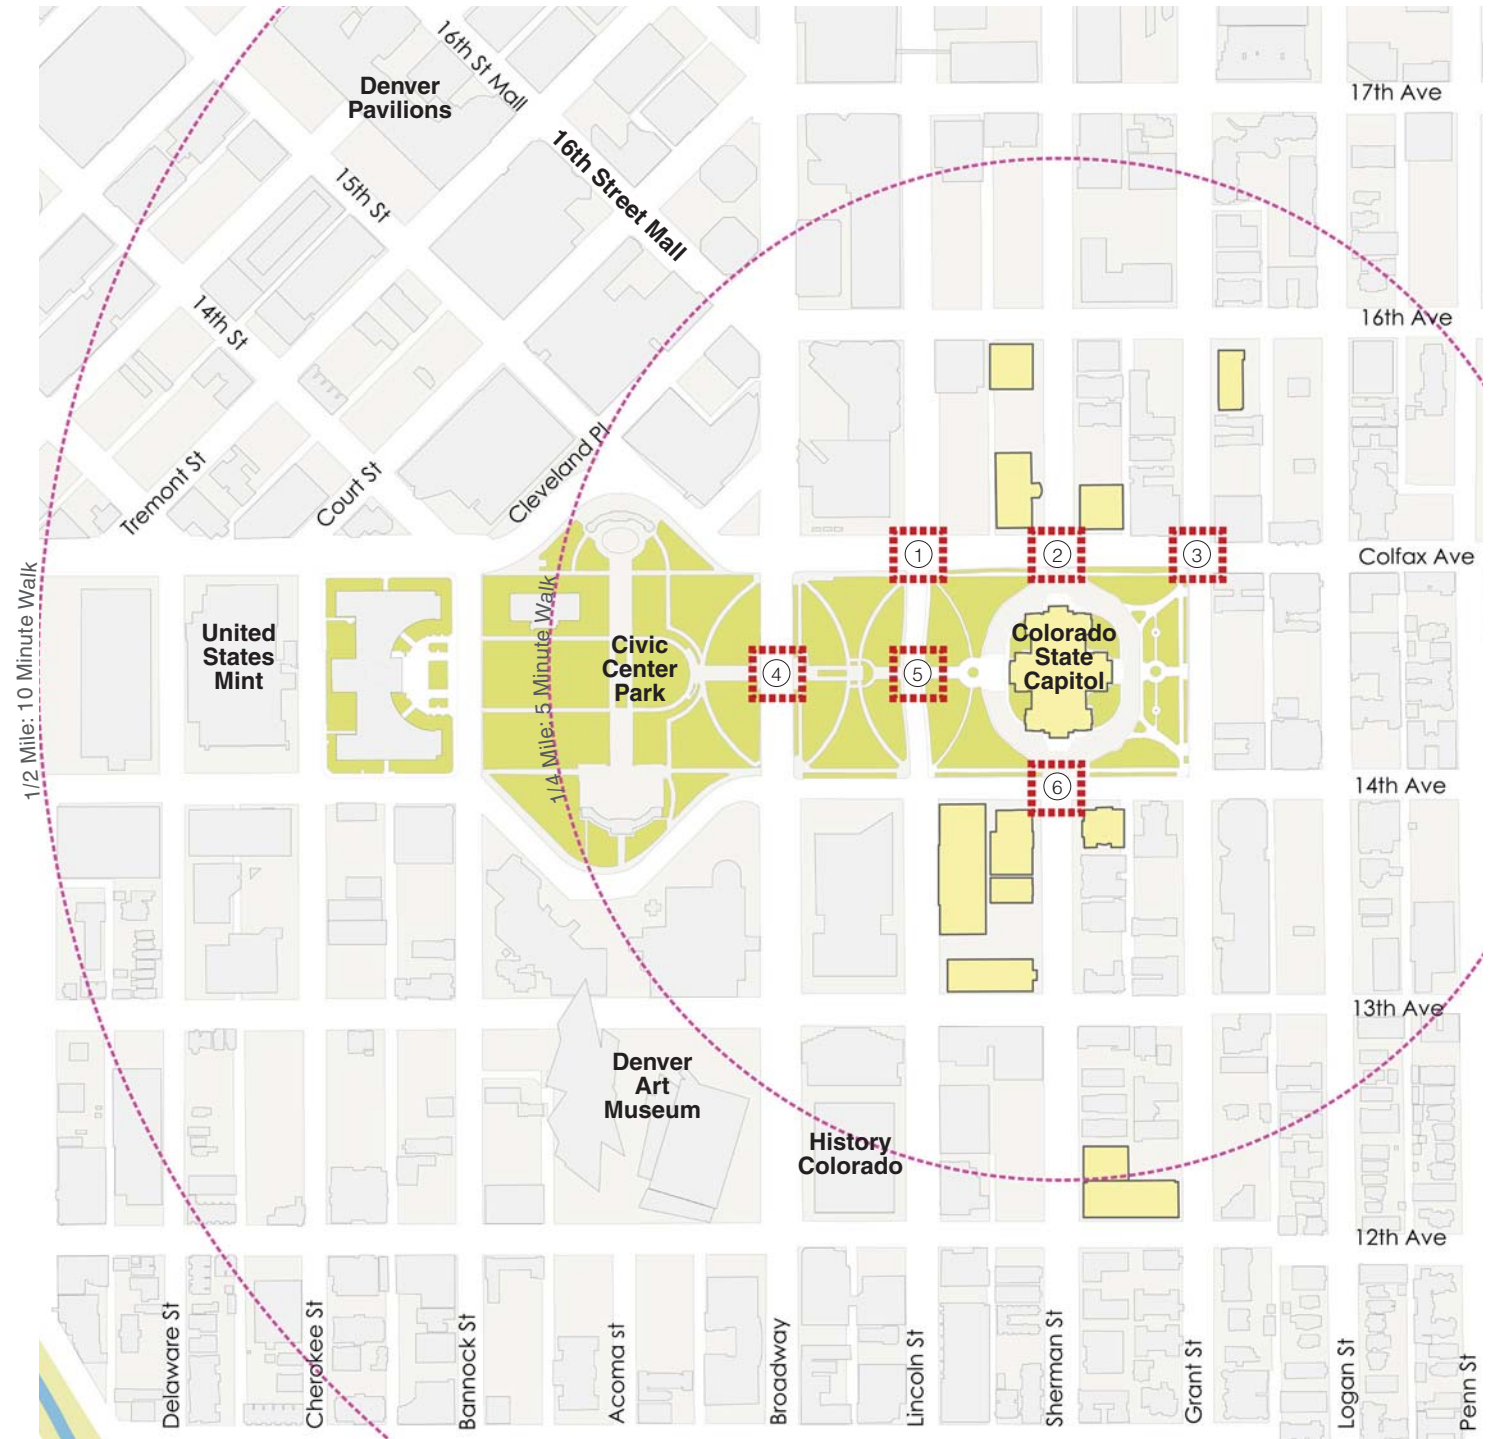 16th St Mall
Denver
Pavilions
17th Ave
16th Street Mall
15th St
14th St
16th Ave
Cleveland Pl
Tremont St
Court St
1
2
3
Colfax Ave
1/2 Mile: 10 Minute Walk
1/4 Mile: 5 Minute Walk
United
States
Mint
Civic
Center
Park
4
5
Colorado
State
Capitol
6
14th Ave
13th Ave
Denver
Art
Museum
History
Colorado
12th Ave
Delaware St
Cherokee St
Bannock St
Acoma st
Broadway
Lincoln St
Sherman St
Grant St
Logan St
Penn St